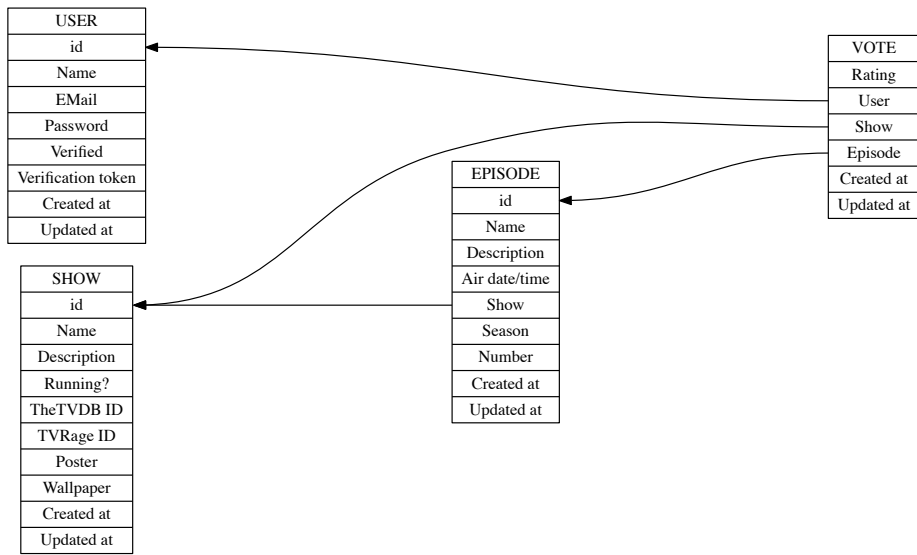 USER
id
Name
EMail
Password
Verified
Verification token
Created at
Updated at
SHOW
id
Name
Description
Running?
TheTVDB ID
TVRage ID
Poster
Wallpaper
Created at
Updated at
EPISODE
id
Name
Description
Air date/time
Show
Season
Number
Created at
Updated at
VOTE
Rating
User
Show
Episode
Created at
Updated at